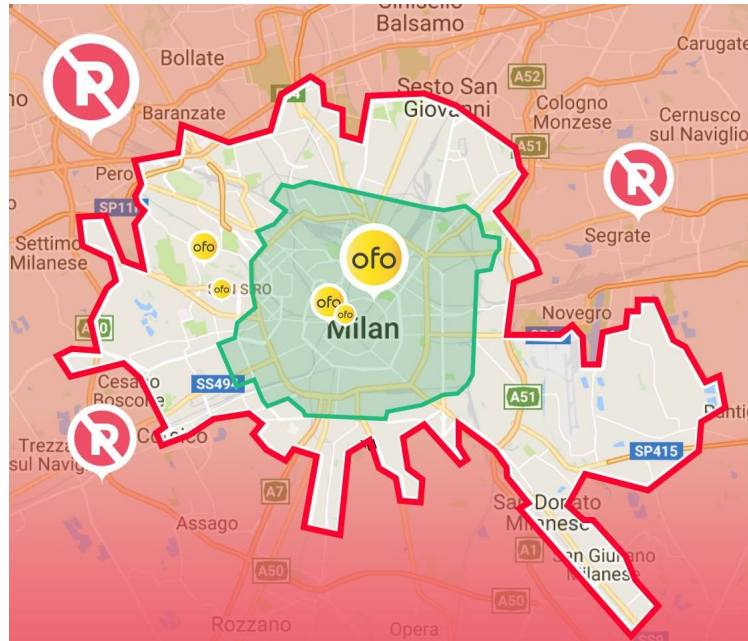 Cinisello
Balsamo
Bollate
Carugate
A52
Sesto San
Giovanni
Cologno
Monzese
Baranzate
Cernusco
sul Naviglio
A51
Pero
R
R
SP11
Segrate
Settimo
Milanese
ofo
ofo
ofo
SAN SIRO
ofo
ofo
Milan
Novegro
Cesano
Boscone
SS494
A51
R
Trezzano
sul Naviglio
Corsico
SP415
A7
San Donato
Milanese
Assago
A1
San Giuliano
Milanese
A50
A50
Rozzano
Opera